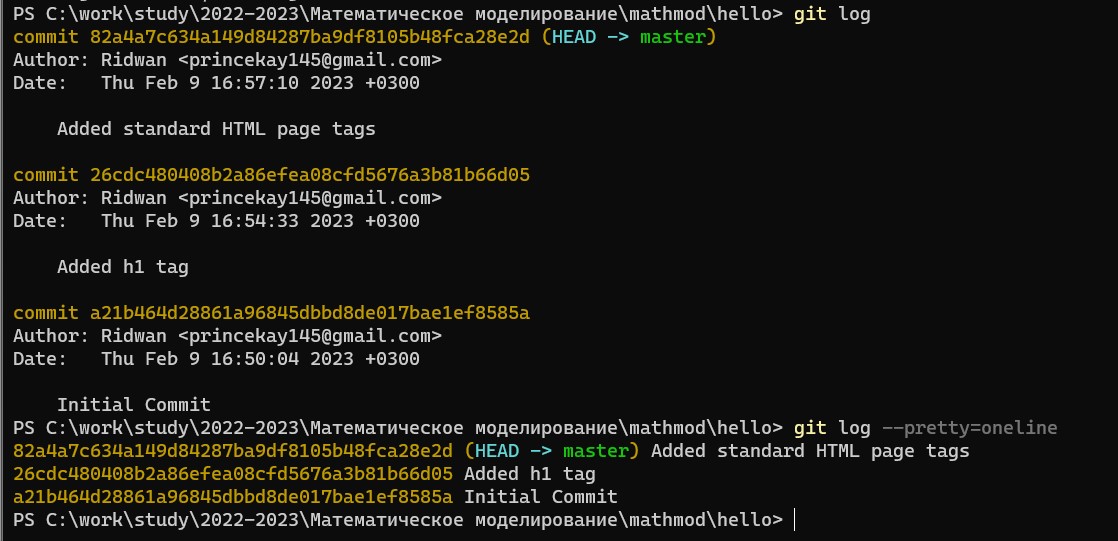 PS C:\work\study\2022-2023\Математическое моделирование\mathmod\hello> git log
commit 82a4a7c634a149d84287ba9df8105b48fca28e2d (HEAD -> master)
Author: Ridwan <princekay145@gmail.com>
Date:   Thu Feb 9 16:57:10 2023 +0300
    Added standard HTML page tags
commit 26cdc480408b2a86efea08cfd5676a3b81b66d05
Author: Ridwan <princekay145@gmail.com>
Date:   Thu Feb 9 16:54:33 2023 +0300
    Added h1 tag
commit a21b464d28861a96845dbbd8de017bae1ef8585a
Author: Ridwan <princekay145@gmail.com>
Date:   Thu Feb 9 16:50:04 2023 +0300
    Initial Commit
PS C:\work\study\2022-2023\Математическое моделирование\mathmod\hello> git log --pretty=oneline
82a4a7c634a149d84287ba9df8105b48fca28e2d (HEAD -> master) Added standard HTML page tags
26cdc480408b2a86efea08cfd5676a3b81b66d05 Added h1 tag
a21b464d28861a96845dbbd8de017bae1ef8585a Initial Commit
PS C:\work\study\2022-2023\Математическое моделирование\mathmod\hello>